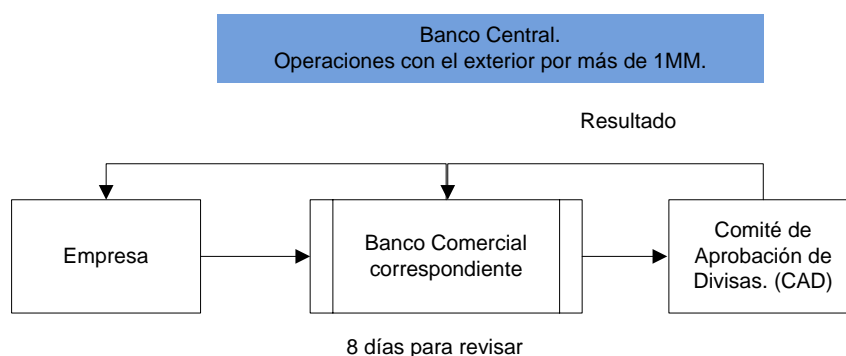 Banco Central.
Operaciones con el exterior por más de 1MM.
Resultado
Empresa
Banco Comercial
correspondiente
Comité de
Aprobación de
Divisas. (CAD)
8 días para revisar